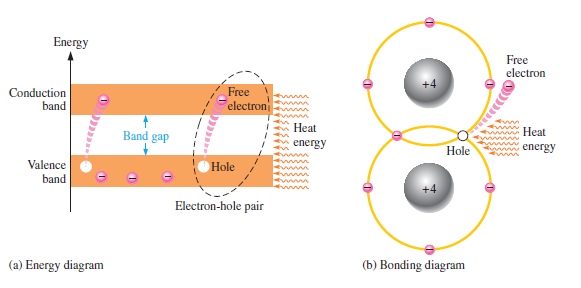 Energy
Conduction
band
Valence
band
Band gap
Free
electron
Hole
Heat
energy
Electron-hole pair
(a) Energy diagram
+4
+4
Free
electron
Hole
Heat
energy
(b) Bonding diagram